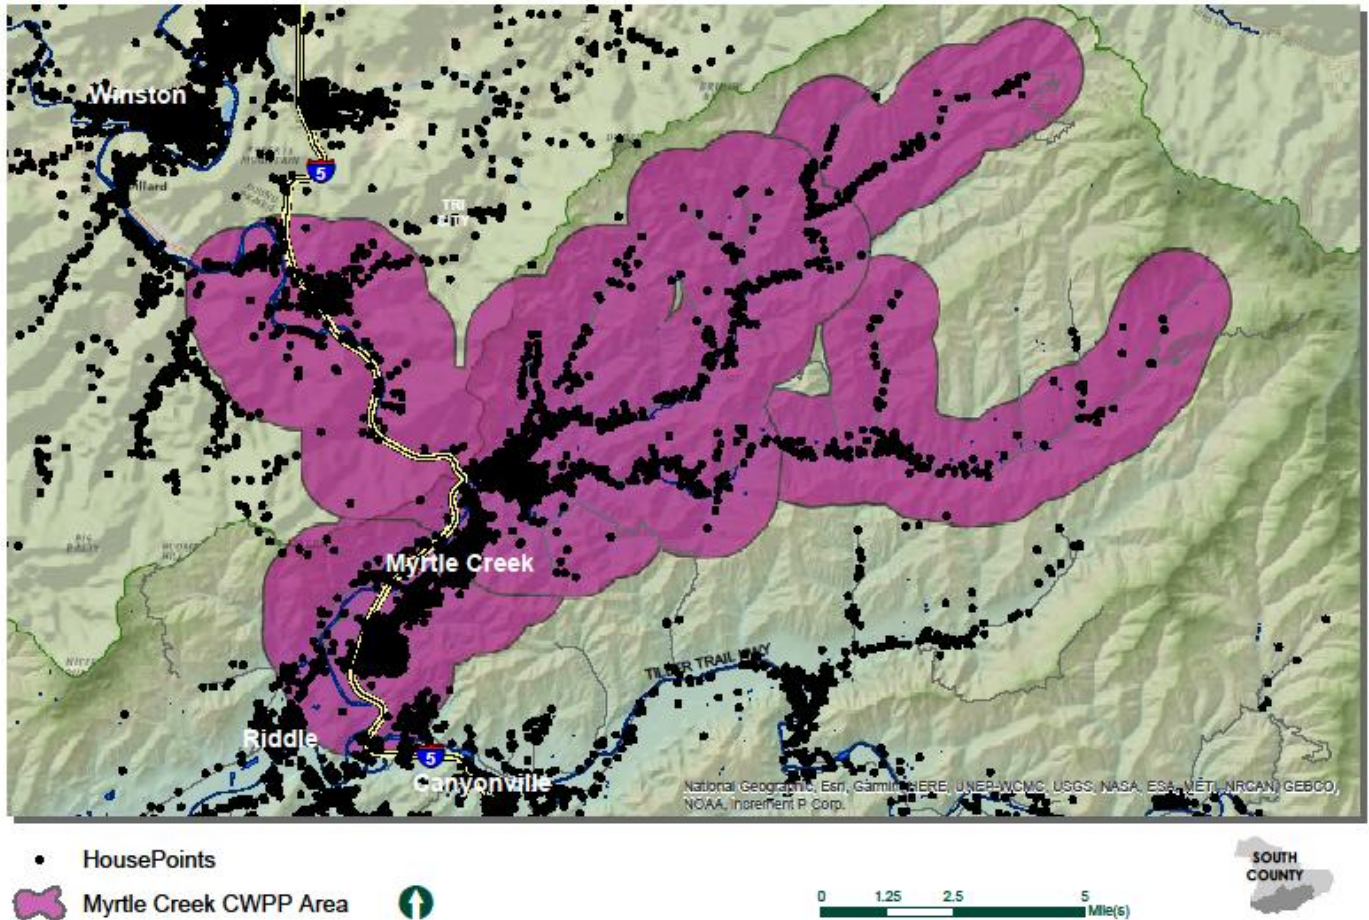 Winston
5
TRI
CITY
Myrtle Creek
TILLER TRAIL HWY
Riddle
5
Canyonville
National Geographic, Esri, Garmin, HERE, UNEP-WCMC, USGS, NASA, ESA, METI, NRCAN, GEBCO,
NOAA, Increment P Corp.
HousePoints
Myrtle Creek CWPP Area
0 1.25 2.5 5
Mile(s)
SOUTH
COUNTY